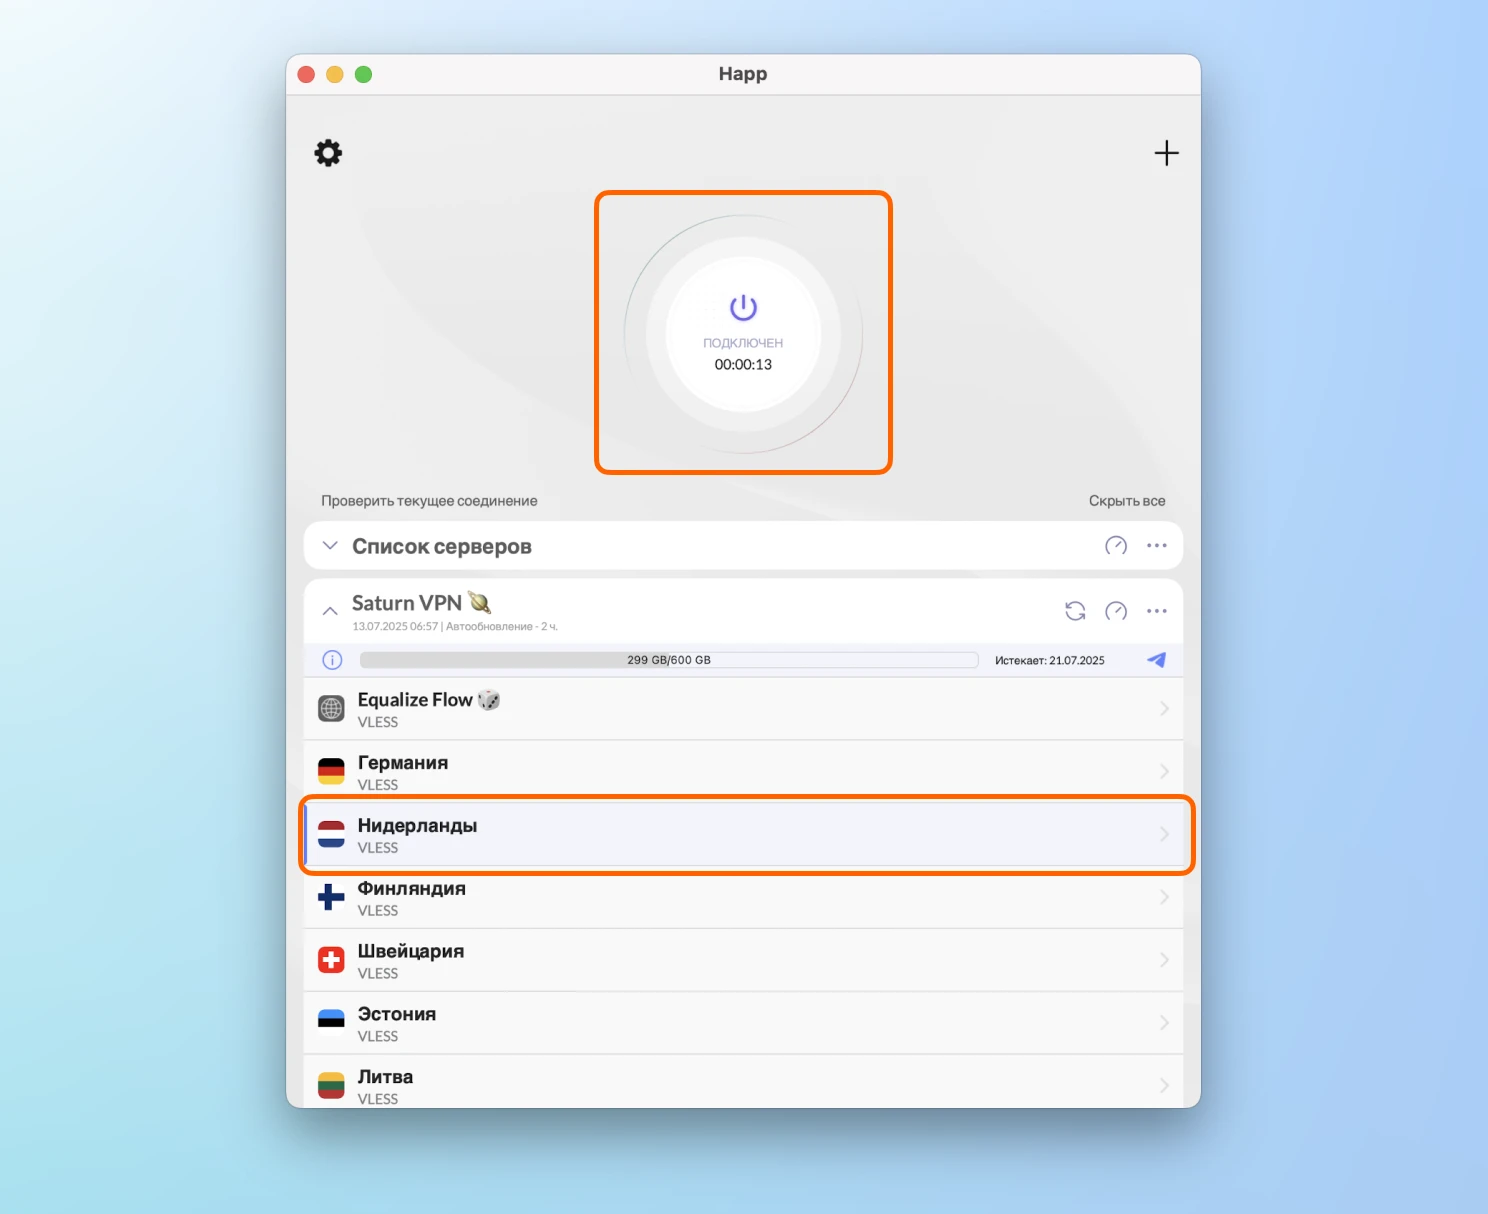 Happ
ПОДКЛЮЧЕН
00:00:13
Проверить текущее соединение
Скрыть все
Список серверов
Saturn VPN 🪐
13.07.2025 06:57 | Автообновление - 2 ч.
299 GB/600 GB
Истекает: 21.07.2025
Equalize Flow 🎲
VLESS
Германия
VLESS
Нидерланды
VLESS
Финляндия
VLESS
Швейцария
VLESS
Эстония
VLESS
Литва
VLESS